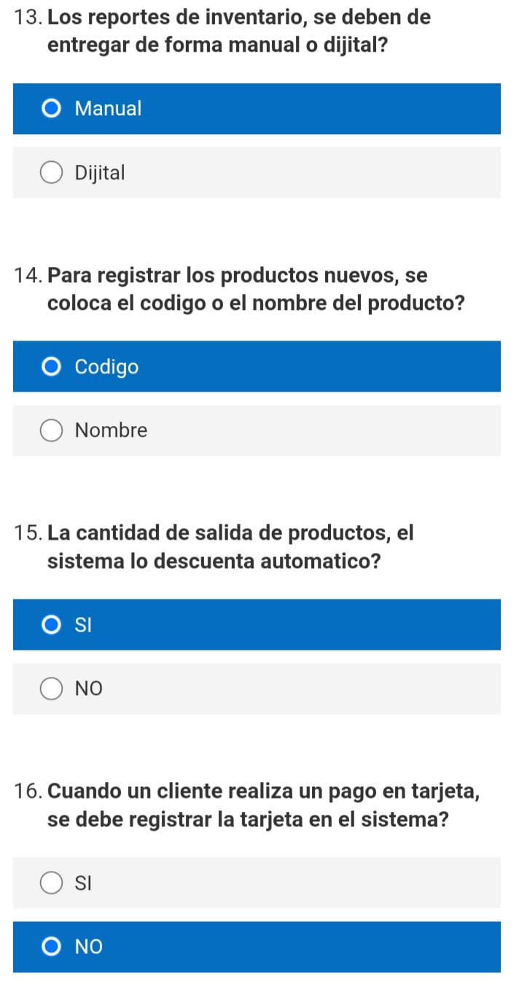 13. Los reportes de inventario, se deben de
entregar de forma manual o dijital?
Manual
Dijital
14. Para registrar los productos nuevos, se
coloca el codigo o el nombre del producto?
Codigo
Nombre
15. La cantidad de salida de productos, el
sistema lo descuenta automatico?
SI
NO
16. Cuando un cliente realiza un pago en tarjeta,
se debe registrar la tarjeta en el sistema?
SI
NO